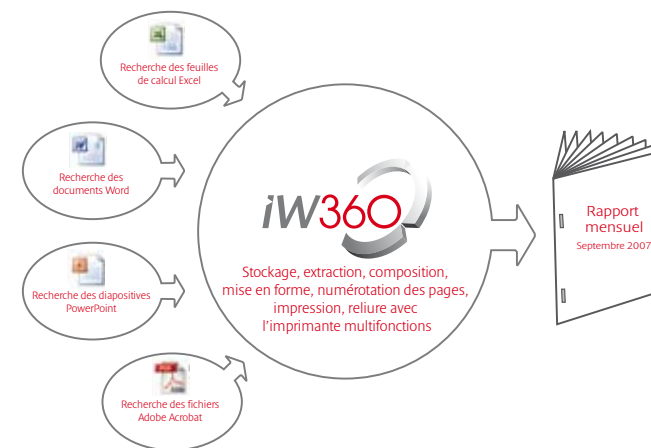 Recherche des feuilles
de calcul Excel
Recherche des
documents Word
Recherche des diapositives
PowerPoint
Recherche des fichiers
Adobe Acrobat
iW360
Stockage, extraction, composition,
mise en forme, numérotation des pages,
impression, reliure avec
l'imprimante multifonctions
Rapport
mensuel
Septembre 2007